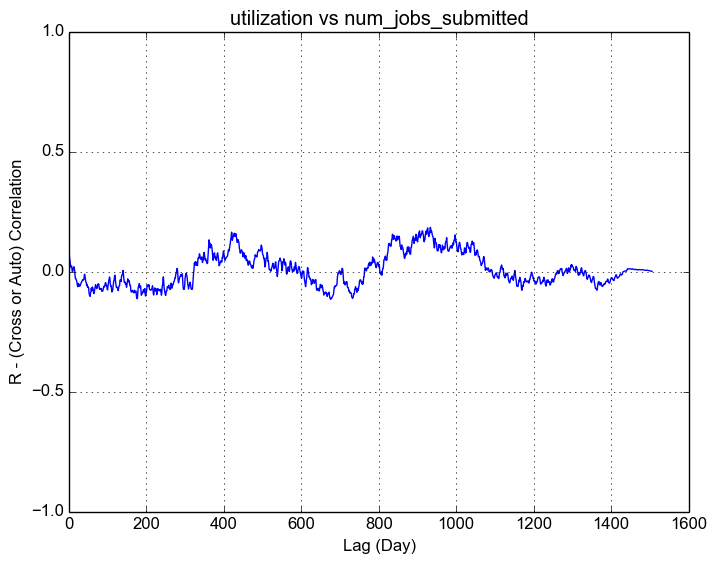 utilization vs num_jobs_submitted
1.0
0.5
0.0
−0.5
−1.0
R - (Cross or Auto) Correlation
0 200 400 600 800 1000 1200 1400 1600
Lag (Day)